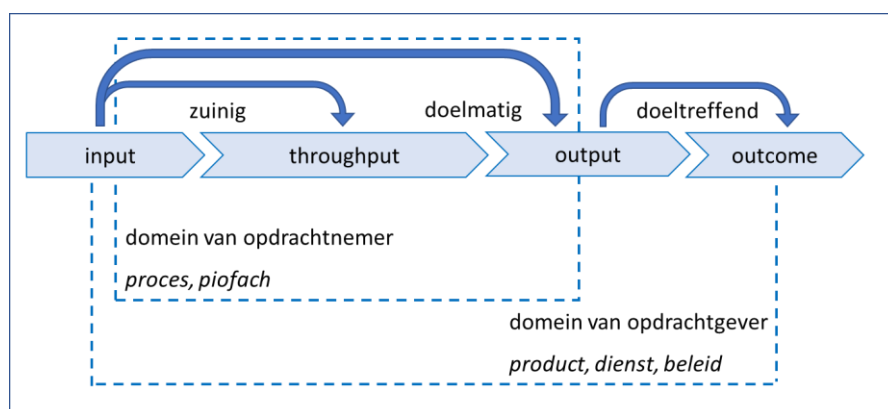 zuinig
doelmatig
doeltreffend
input
throughput
output
outcome
domein van opdrachtnemer
proces, piofach
domein van opdrachtgever
product, dienst, beleid